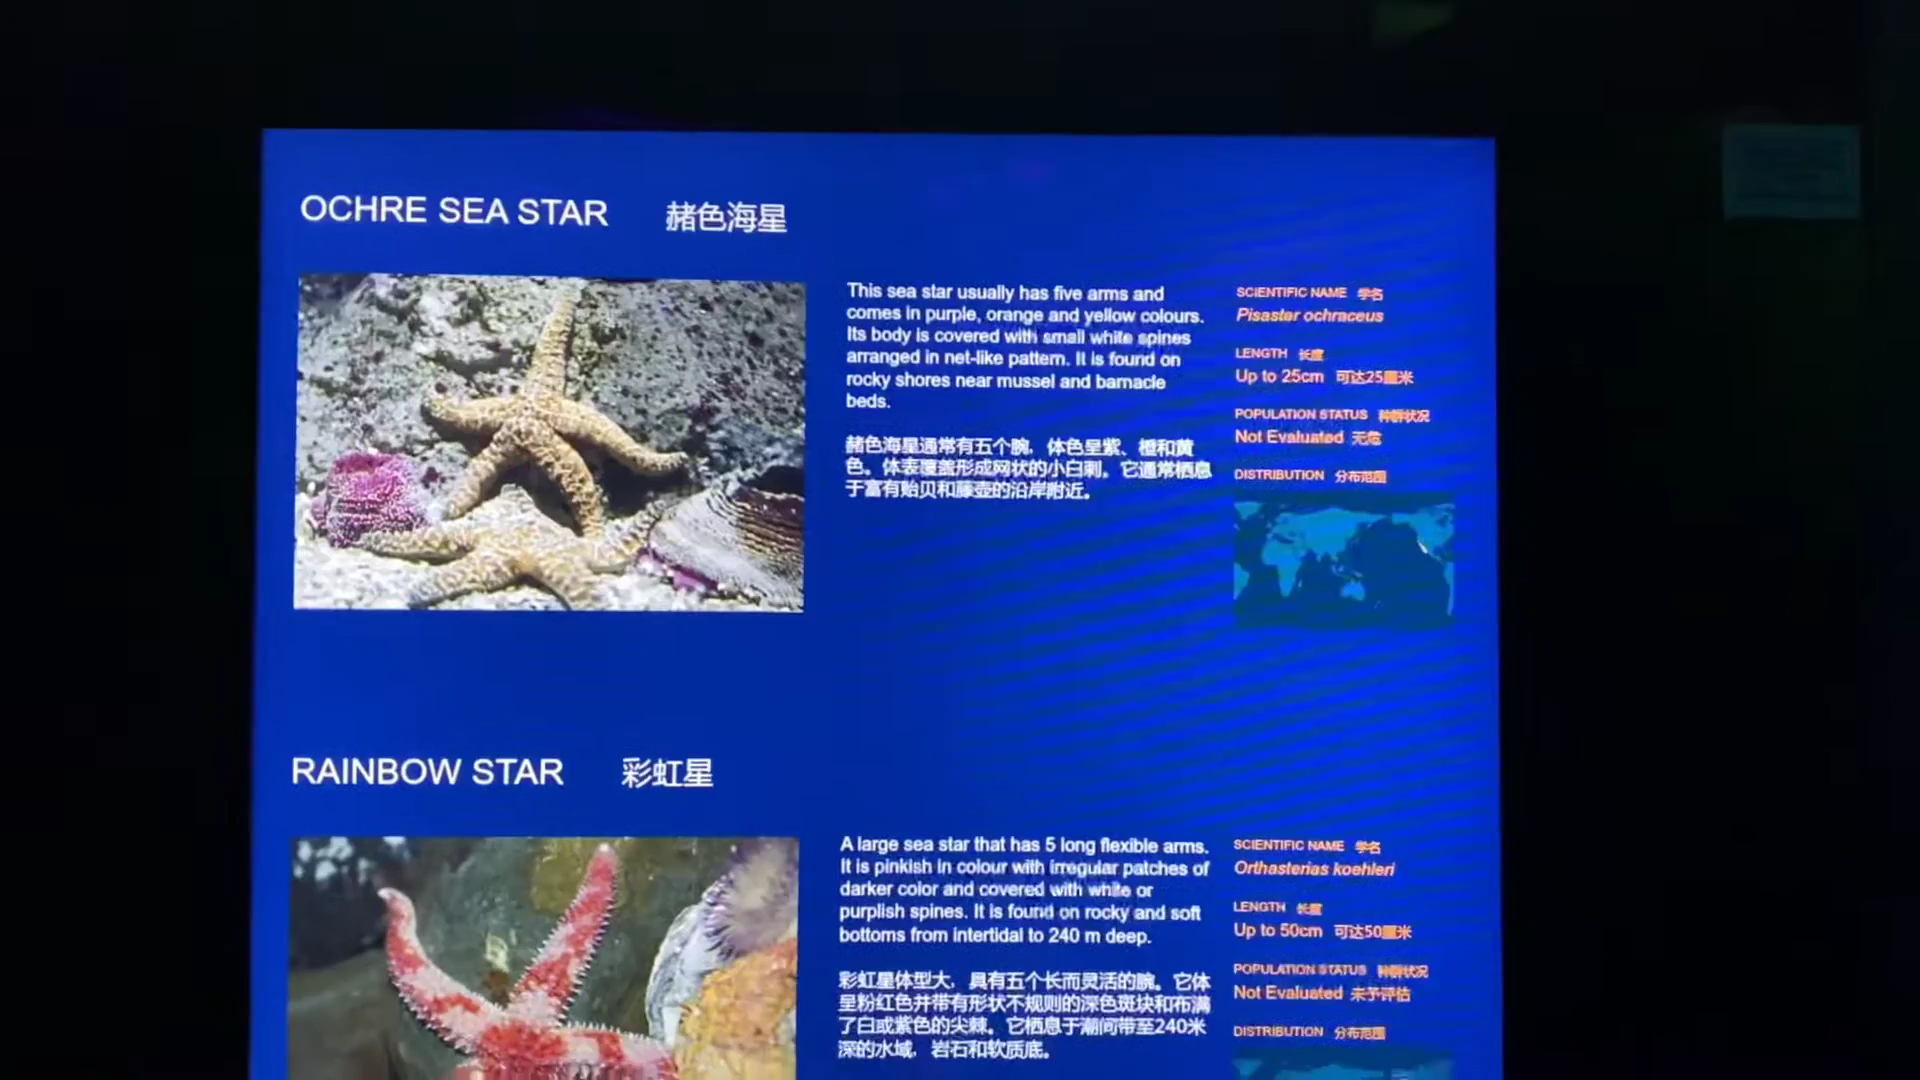 OCHRE SEA STAR 赭色海星
This sea star usually has five arms and
comes in purple, orange and yellow colours.
Its body is covered with small white spines
arranged in net-like pattern. It is found on
rocky shores near mussel and barnacle
beds.
赭色海星通常有五个腕，体色呈紫、橙和黄
色。体表覆盖形成网状的小白刺。它通常栖息
于富有贻贝和藤壶的沿岸附近。
SCIENTIFIC NAME 学名
Pisaster ochraceus
LENGTH 长度
Up to 25cm 可达25厘米
POPULATION STATUS 种群状况
Not Evaluated 无危
DISTRIBUTION 分布范围
RAINBOW STAR 彩虹星
A large sea star that has 5 long flexible arms.
It is pinkish in colour with irregular patches of
darker color and covered with white or
purplish spines. It is found on rocky and soft
bottoms from intertidal to 240 m deep.
彩虹星体型大，具有五个长而灵活的腕。它体
呈粉红色并带有形状不规则的深色斑块和布满
了白或紫色的尖棘。它栖息于潮间带至240米
深的水域，岩石和软质底。
SCIENTIFIC NAME 学名
Orthasterias koehleri
LENGTH 长度
Up to 50cm 可达50厘米
POPULATION STATUS 种群状况
Not Evaluated 未予评估
DISTRIBUTION 分布范围